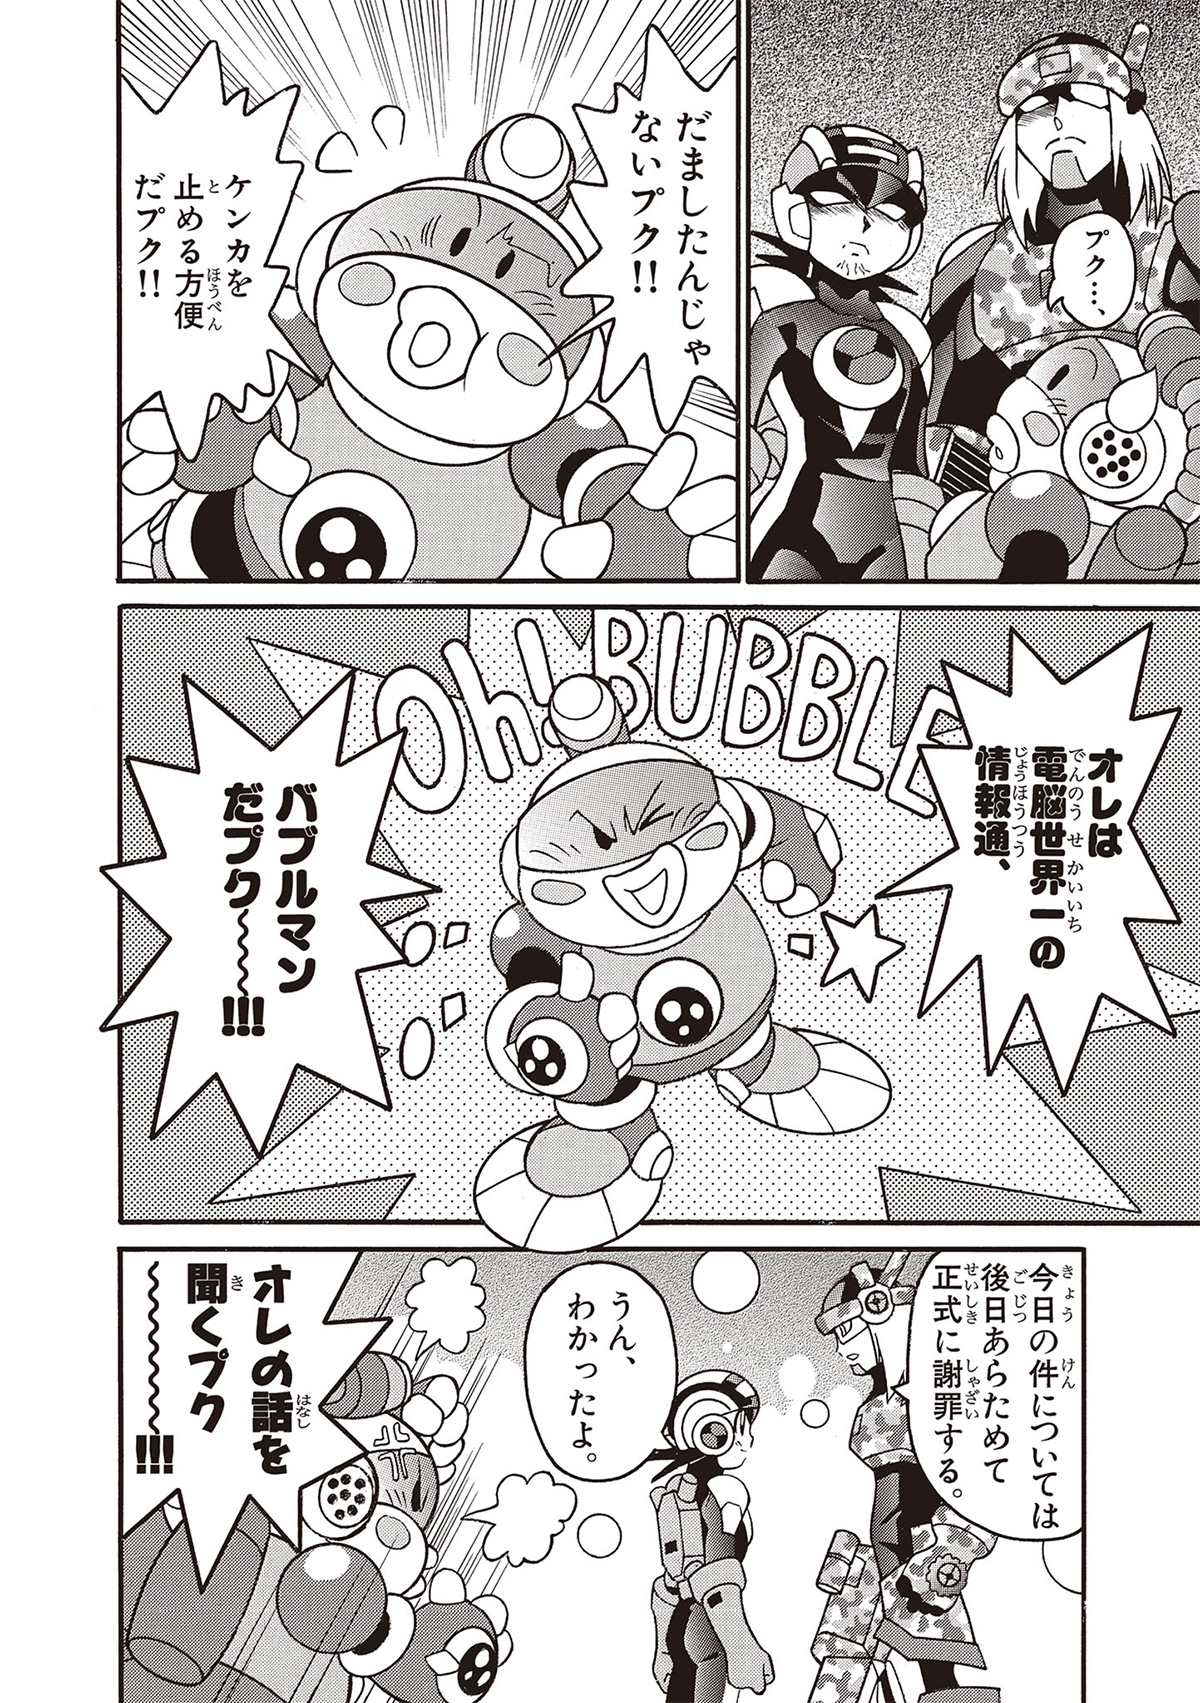 プク…、
だましたんじゃ
ないプク!!
ケンカを
止める方便
だプク!!
Oh! BUBBLE
オレは
電脳世界一の
情報通、
バブルマン
だプク〜〜〜!!!
今日の件については
後日あらためて
正式に謝罪する。
うん、
わかったよ。
オレの話を
聞くプク
〜〜〜〜!!!